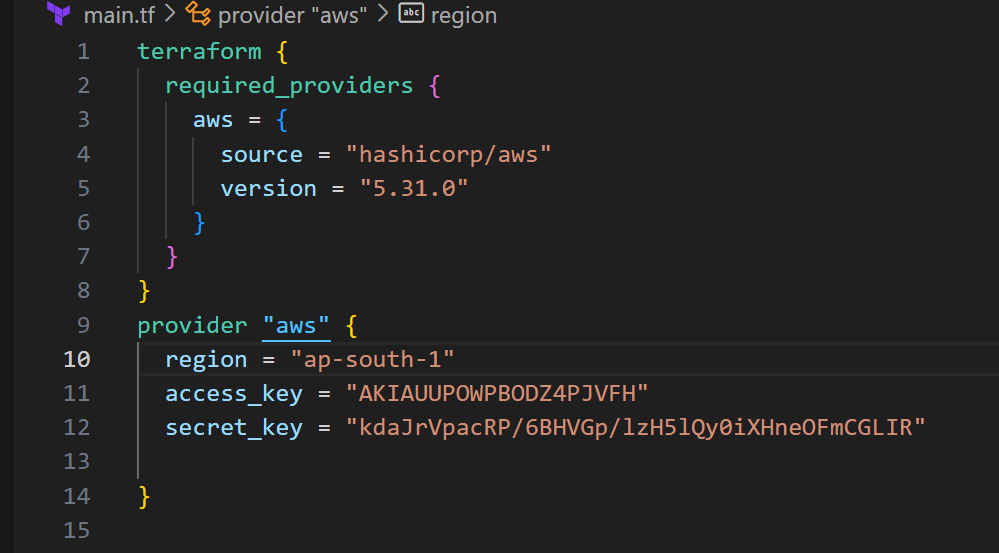 main.tf > provider "aws" > abc region
1 terraform {
2 required_providers {
3 aws = {
4 source = "hashicorp/aws"
5 version = "5.31.0"
6 }
7 }
8 }
9 provider "aws" {
10 region = "ap-south-1"
11 access_key = "AKIAUUPOWPBODZ4PJVFH"
12 secret_key = "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"
13
14 }
15